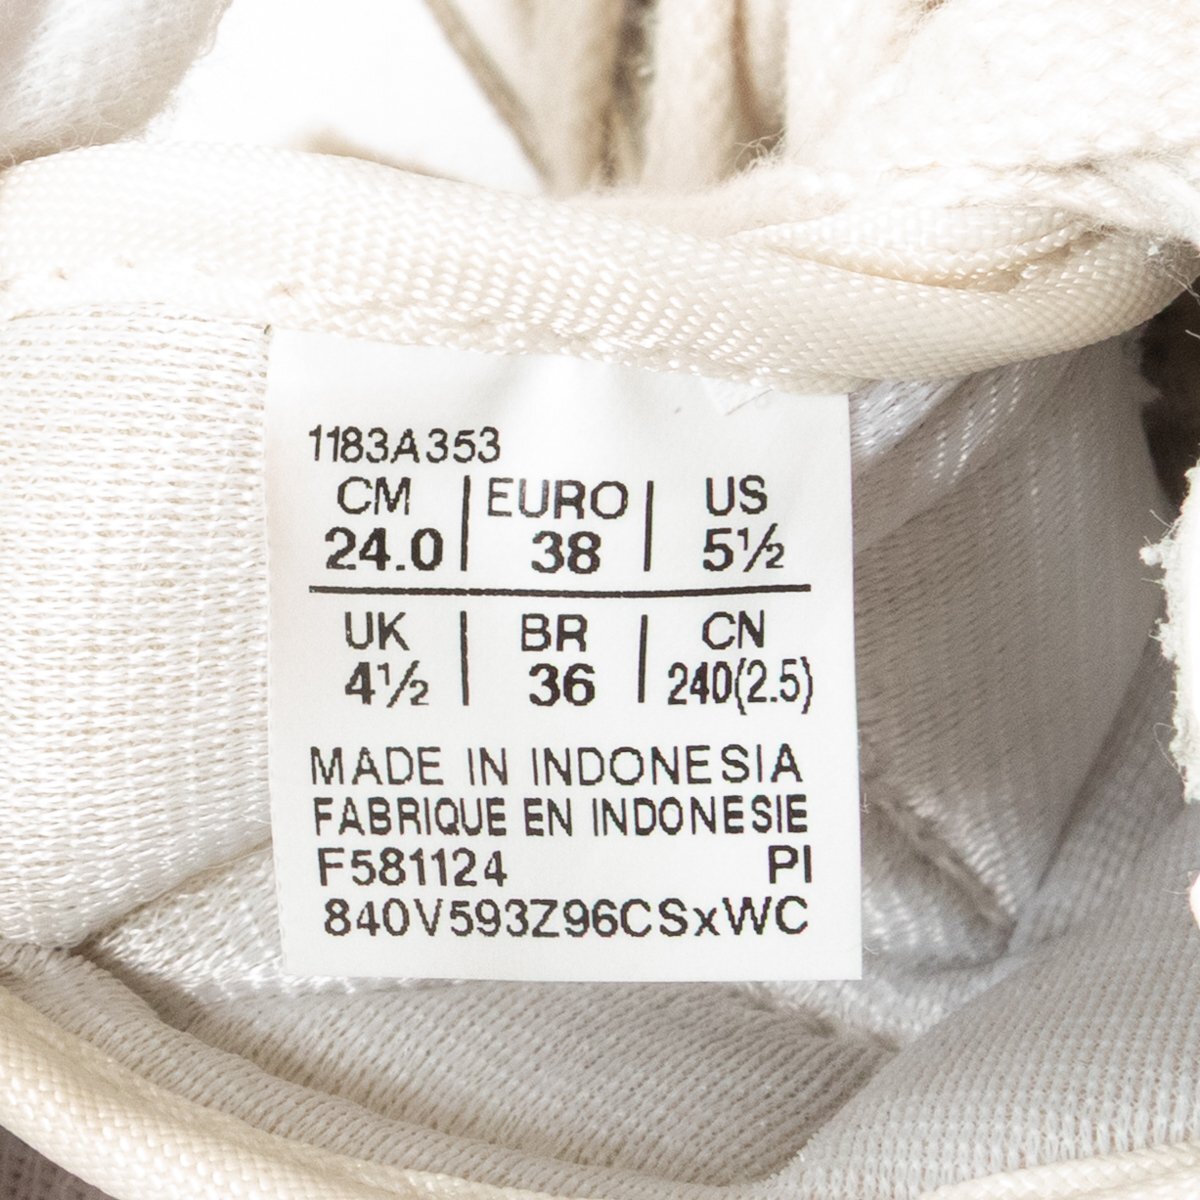 1183A353
CM | EURO | US
24.0 | 38 | 5½
UK | BR | CN
4½ | 36 | 240(2.5)
MADE IN INDONESIA
FABRIQUE EN INDONESIE
F581124 PI
840V593Z96CSxWC